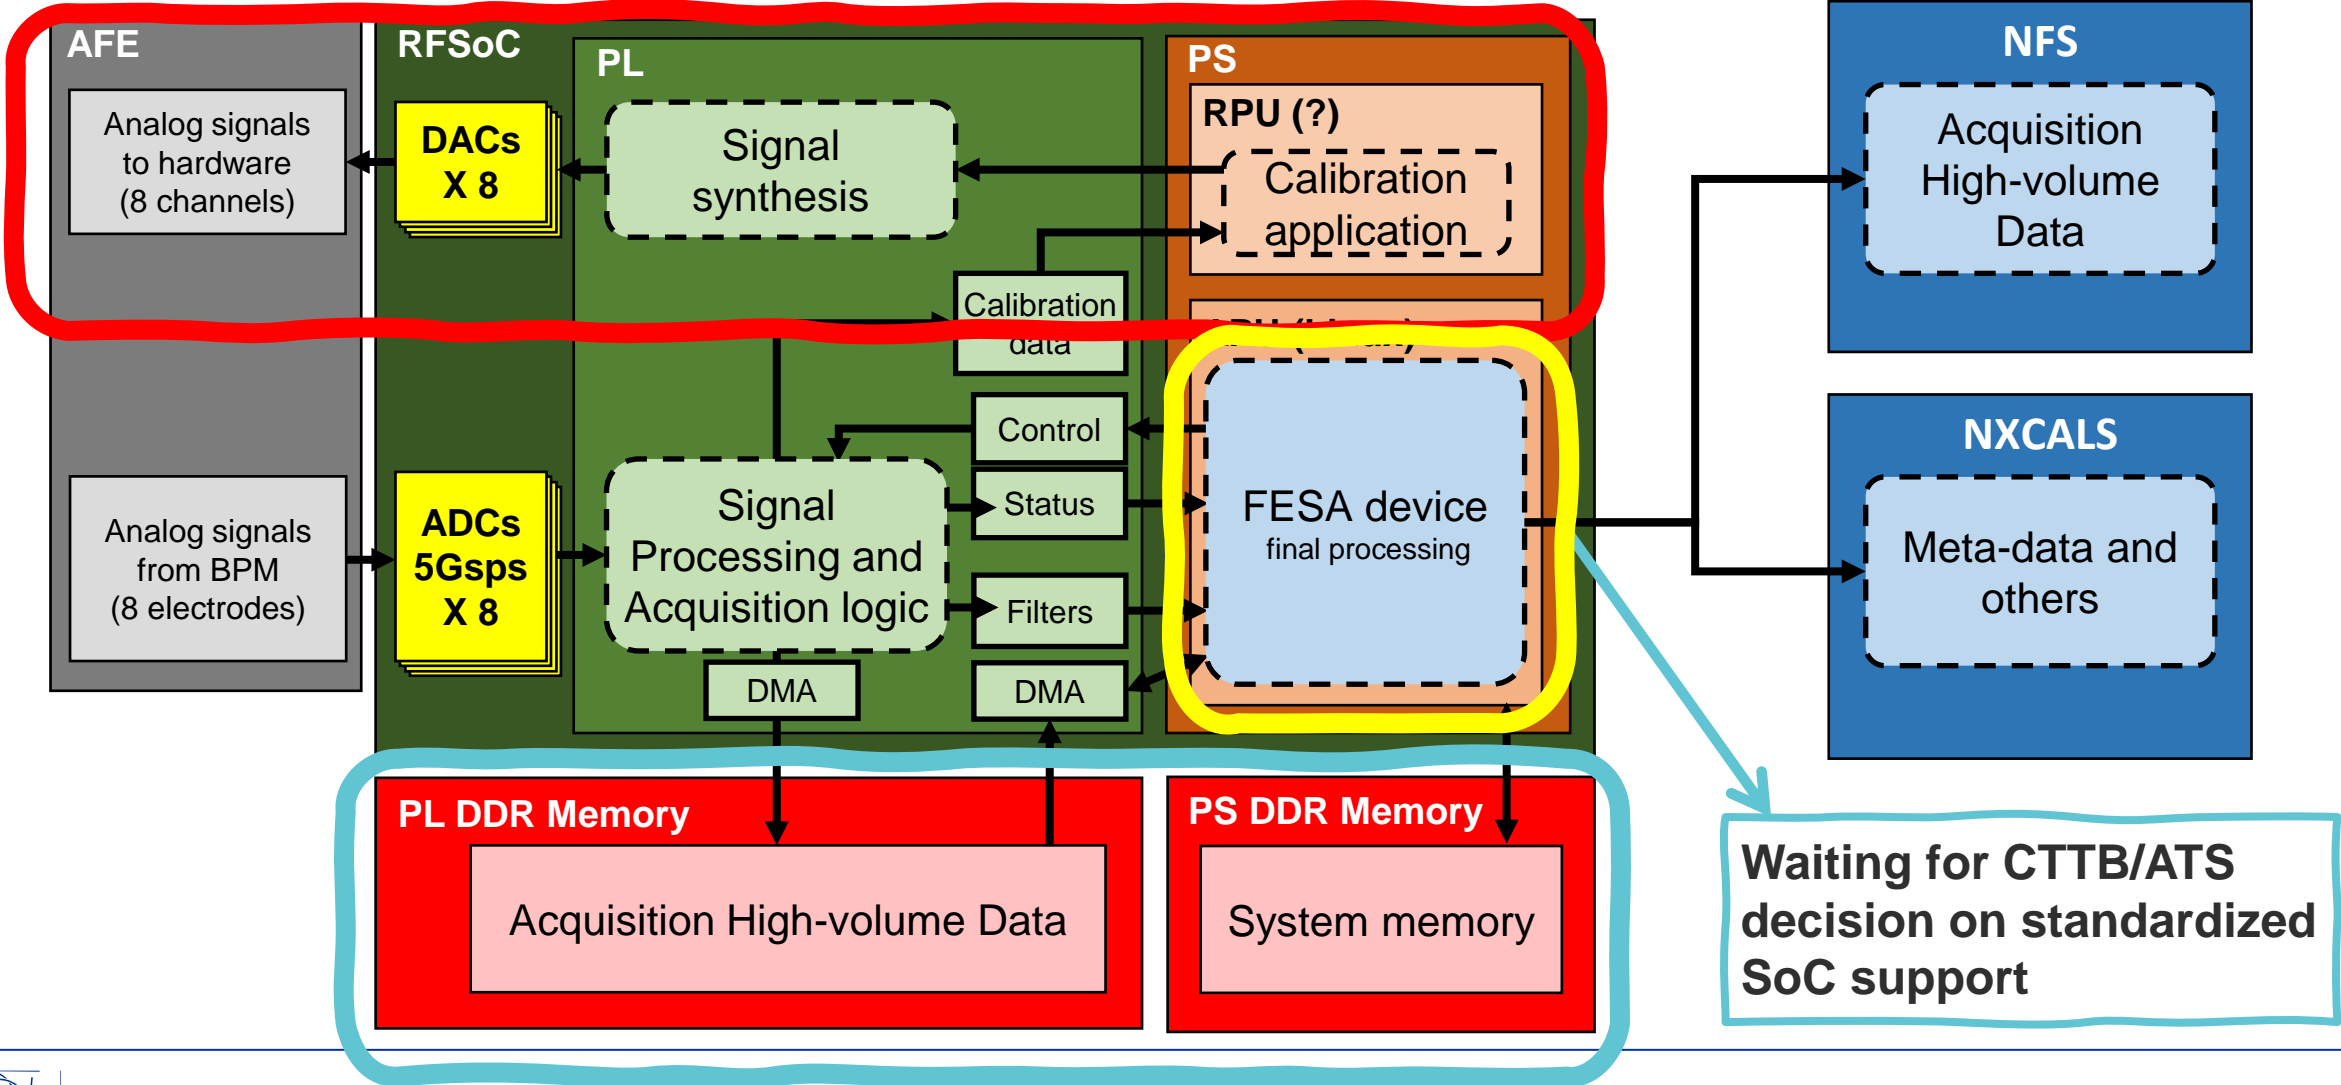 AFE
Analog signals
to hardware
(8 channels)
Analog signals
from BPM
(8 electrodes)
RFSoC
DACs
X 8
ADCs
5Gsps
X 8
PL
Signal
synthesis
Calibration
data
Control
Status
Filters
DMA
Signal
Processing and
Acquisition logic
DMA
PS
RPU (?)
Calibration
application
FESA device
final processing
PL DDR Memory
Acquisition High-volume Data
PS DDR Memory
System memory
NFS
Acquisition
High-volume
Data
NXCALS
Meta-data and
others
Waiting for CTTB/ATS
decision on standardized
SoC support